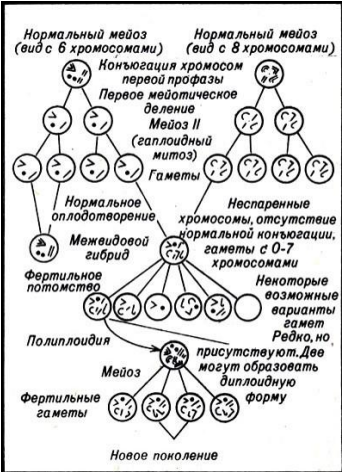 Нормальный мейоз
(вид с 6 хромосомами)
Нормальный мейоз
(вид с 8 хромосомами)
Конъюгация хромосом
первой профазы
Первое мейотическое
деление
Мейоз II
(гаплоидный
митоз)
Гаметы
Нормальное
оплодотворение
Межвидовой
гибрид
Фертильное
потомство
Неспаренные
хромосомы, отсутствие
нормальной конъюгации,
гаметы с 0-7
хромосомами
Некоторые
возможные
варианты
гамет
Редко, но
присутствуют. Две
могут образовать
диплоидную
форму
Полиплоидия
Мейоз
Фертильные
гаметы
Новое поколение